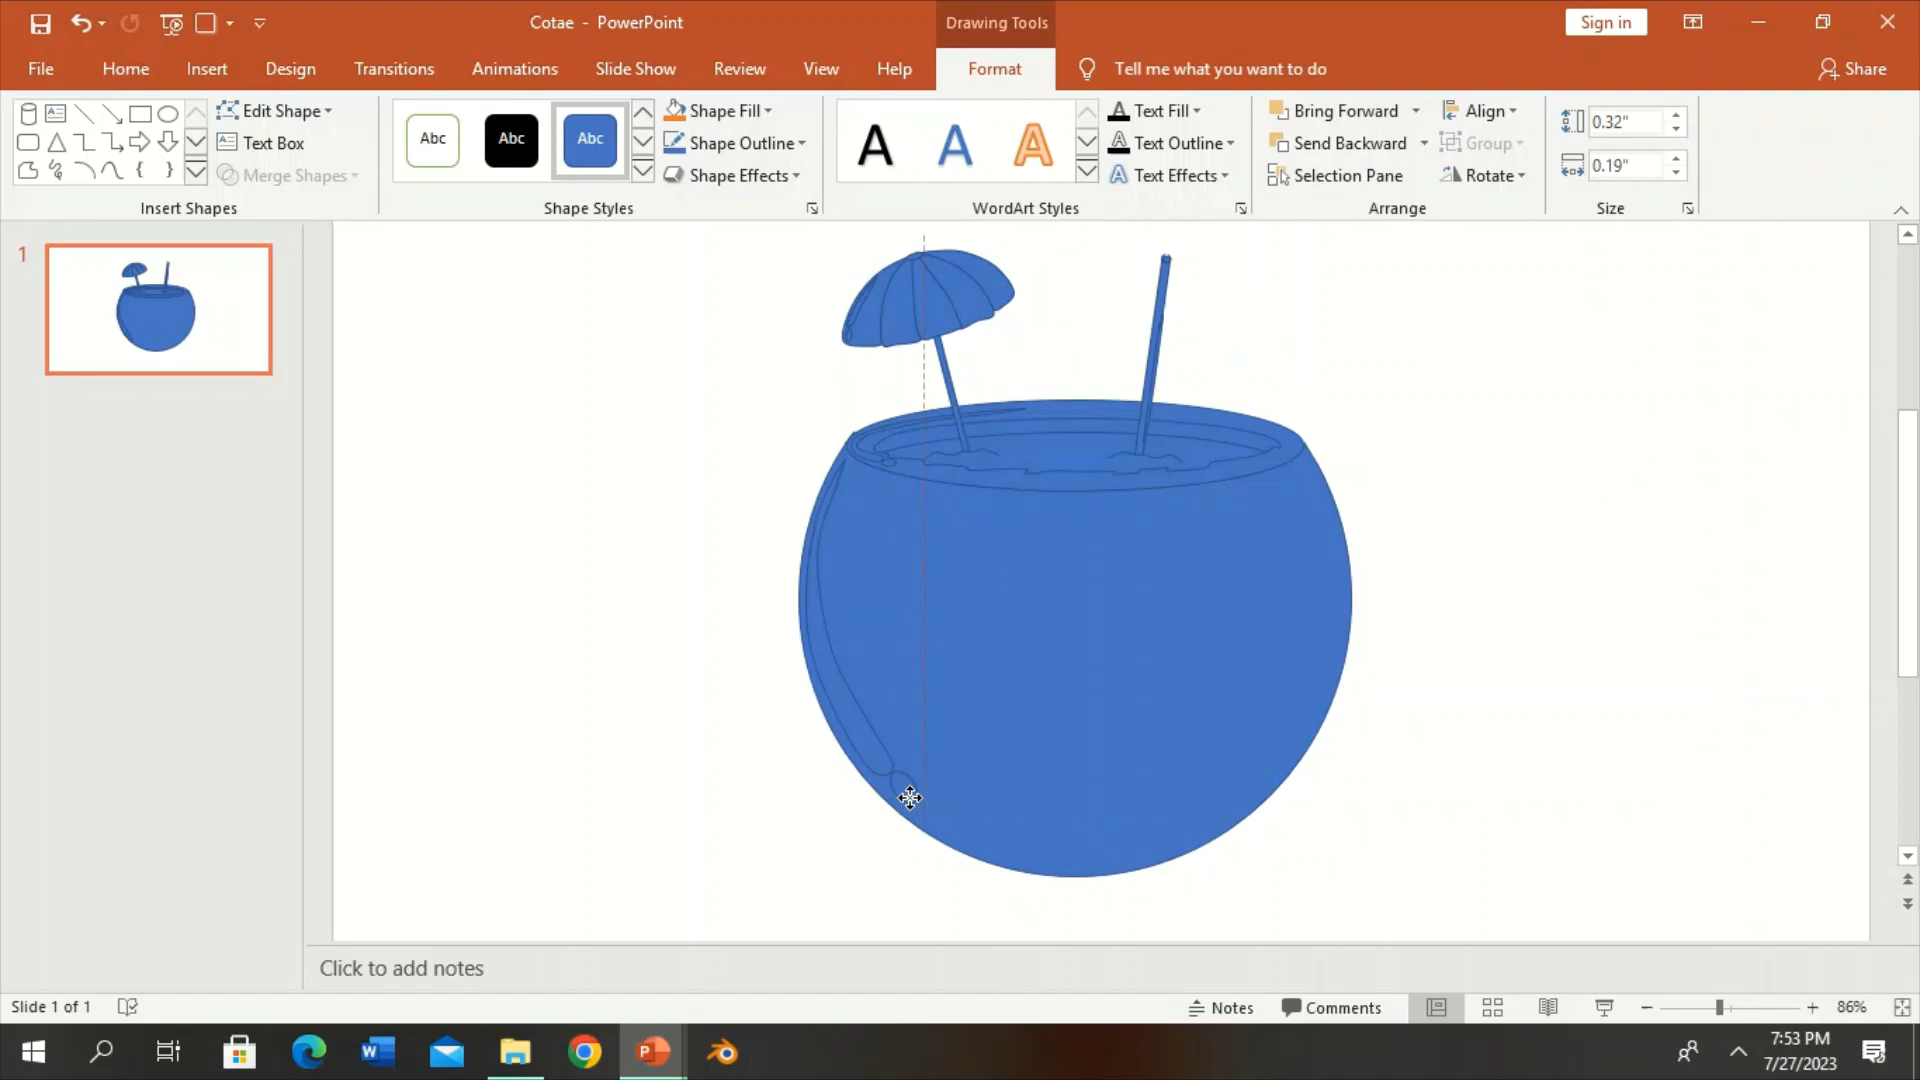 Cotae - PowerPoint
Drawing Tools
Sign in
File
Home
Insert
Design
Transitions
Animations
Slide Show
Review
View
Help
Format
Tell me what you want to do
Share
Edit Shape
Text Box
Merge Shapes
Insert Shapes
Abc
Abc
Abc
Shape Fill
Shape Outline
Shape Effects
Shape Styles
A
A
A
Text Fill
Text Outline
Text Effects
WordArt Styles
Bring Forward
Send Backward
Selection Pane
Align
Group
Rotate
Arrange
0.32"
0.19"
Size
1
Click to add notes
Slide 1 of 1
Notes
Comments
86%
7:53 PM
7/27/2023